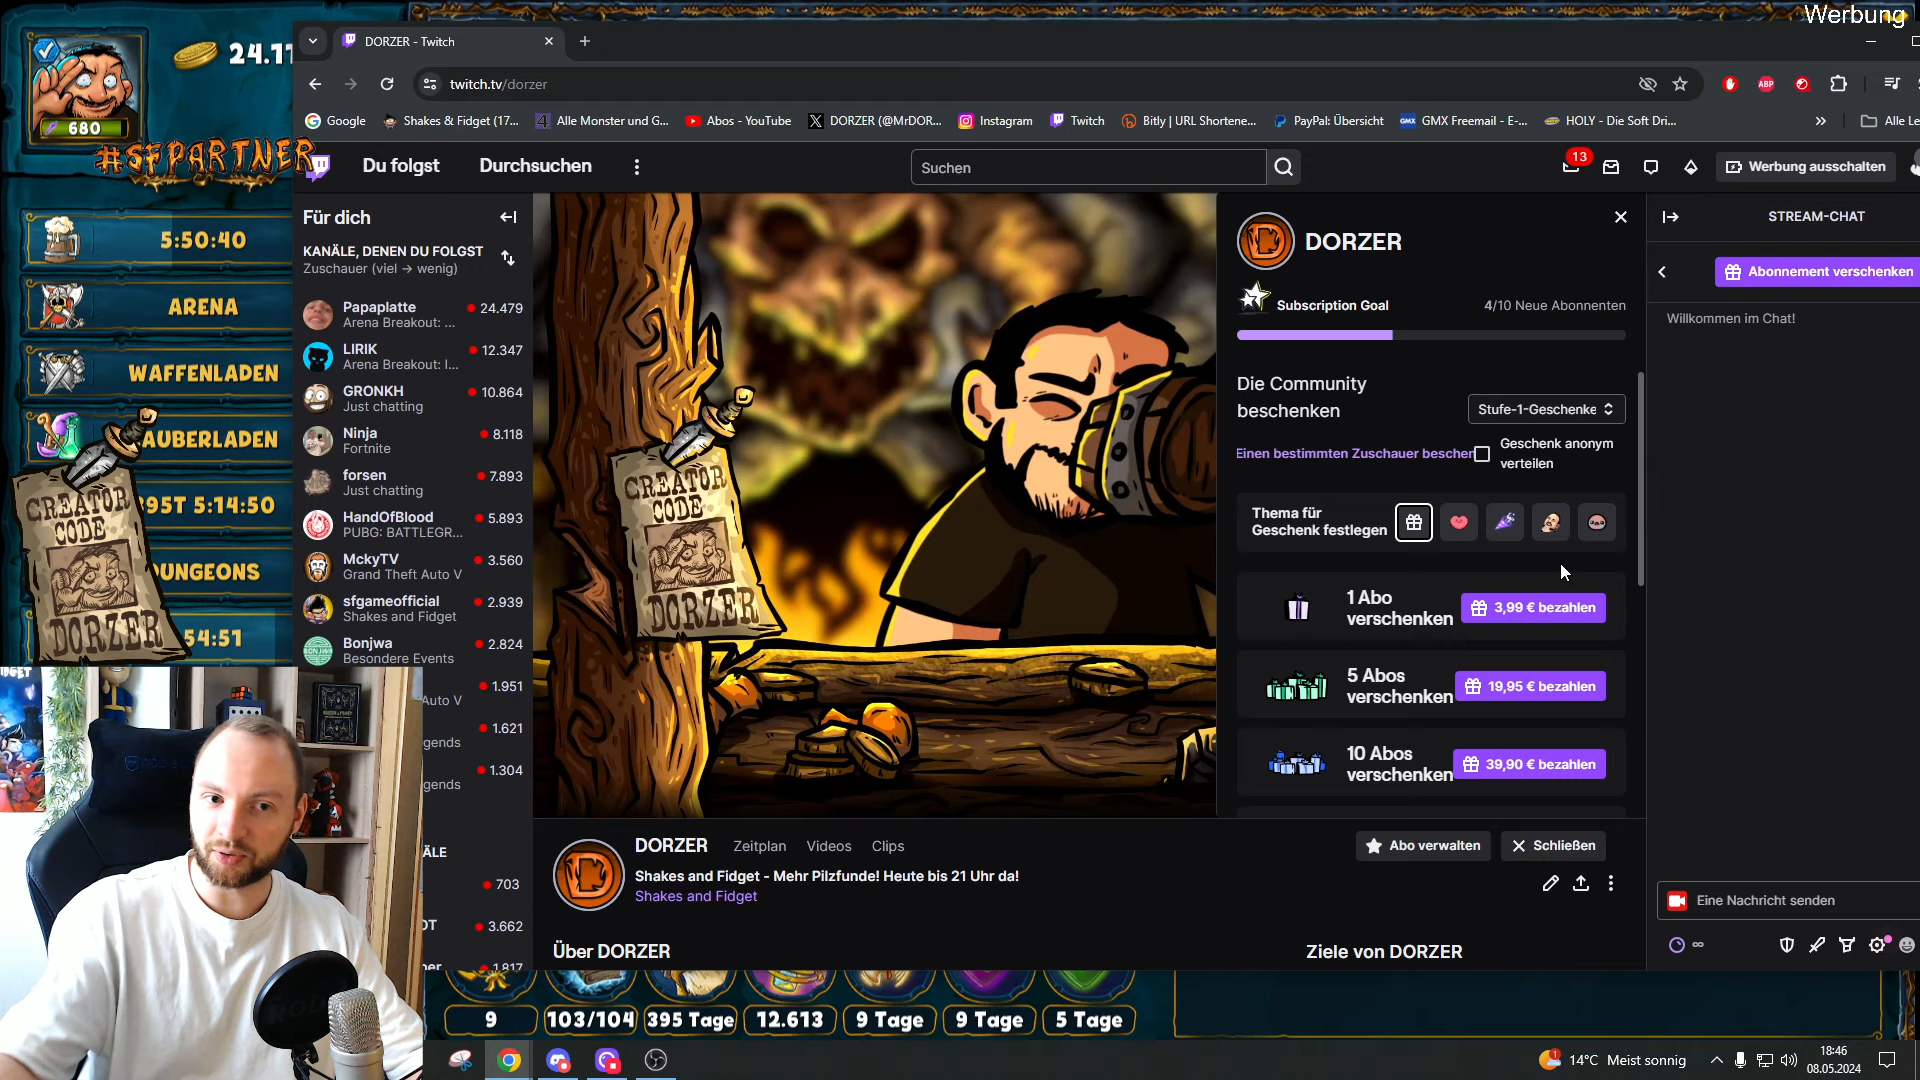 Werbung
24.11
680
#SFPARTNER
5:50:40
ARENA
WAFFENLADEN
AUBERLADEN
395T 5:14:50
UNGEONS
54:51
CREATOR
CODE
DORZER
DORZER - Twitch
twitch.tv/dorzer
ABP
Google
Shakes & Fidget (17...
Alle Monster und G...
Abos - YouTube
DORZER (@MrDOR...
Instagram
Twitch
Bitly | URL Shortene...
PayPal: Übersicht
GMX
GMX Freemail - E-...
HOLY - Die Soft Dri...
Alle Le
Du folgst
Durchsuchen
Suchen
13
Werbung ausschalten
Für dich
KANÄLE, DENEN DU FOLGST
Zuschauer (viel → wenig)
Papaplatte
24.479
Arena Breakout: ...
LIRIK
12.347
Arena Breakout: I...
GRONKH
10.864
Just chatting
Ninja
8.118
Fortnite
forsen
7.893
Just chatting
HandOfBlood
5.893
PUBG: BATTLEGR...
MckyTV
3.560
Grand Theft Auto V
sfgameofficial
2.939
Shakes and Fidget
Bonjwa
2.824
Besondere Events
1.951
Auto V
1.621
gends
1.304
gends
ÄLE
703
OT
3.662
1.817
CREATOR
CODE
DORZER
DORZER
Subscription Goal
4/10 Neue Abonnenten
Die Community
beschenken
Stufe-1-Geschenke
Einen bestimmten Zuschauer bescher
Geschenk anonym
verteilen
Thema für
Geschenk festlegen
1 Abo
verschenken
3,99 € bezahlen
5 Abos
verschenken
19,95 € bezahlen
10 Abos
verschenken
39,90 € bezahlen
STREAM-CHAT
Abonnement verschenken
Willkommen im Chat!
Eine Nachricht senden
DORZER
Zeitplan
Videos
Clips
Abo verwalten
Schließen
Shakes and Fidget - Mehr Pilzfunde! Heute bis 21 Uhr da!
Shakes and Fidget
Über DORZER
Ziele von DORZER
9
103/104
395 Tage
12.613
9 Tage
9 Tage
5 Tage
14°C Meist sonnig
18:46
08.05.2024